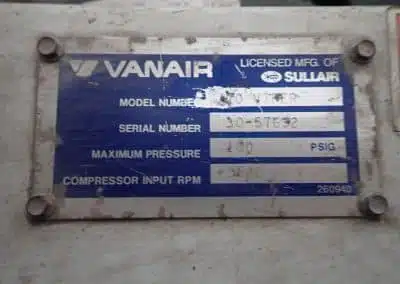 VANAIR
LICENSED MFG. OF
SULLAIR
MODEL NUMBER
SERIAL NUMBER
MAXIMUM PRESSURE PSIG
COMPRESSOR INPUT RPM
260940